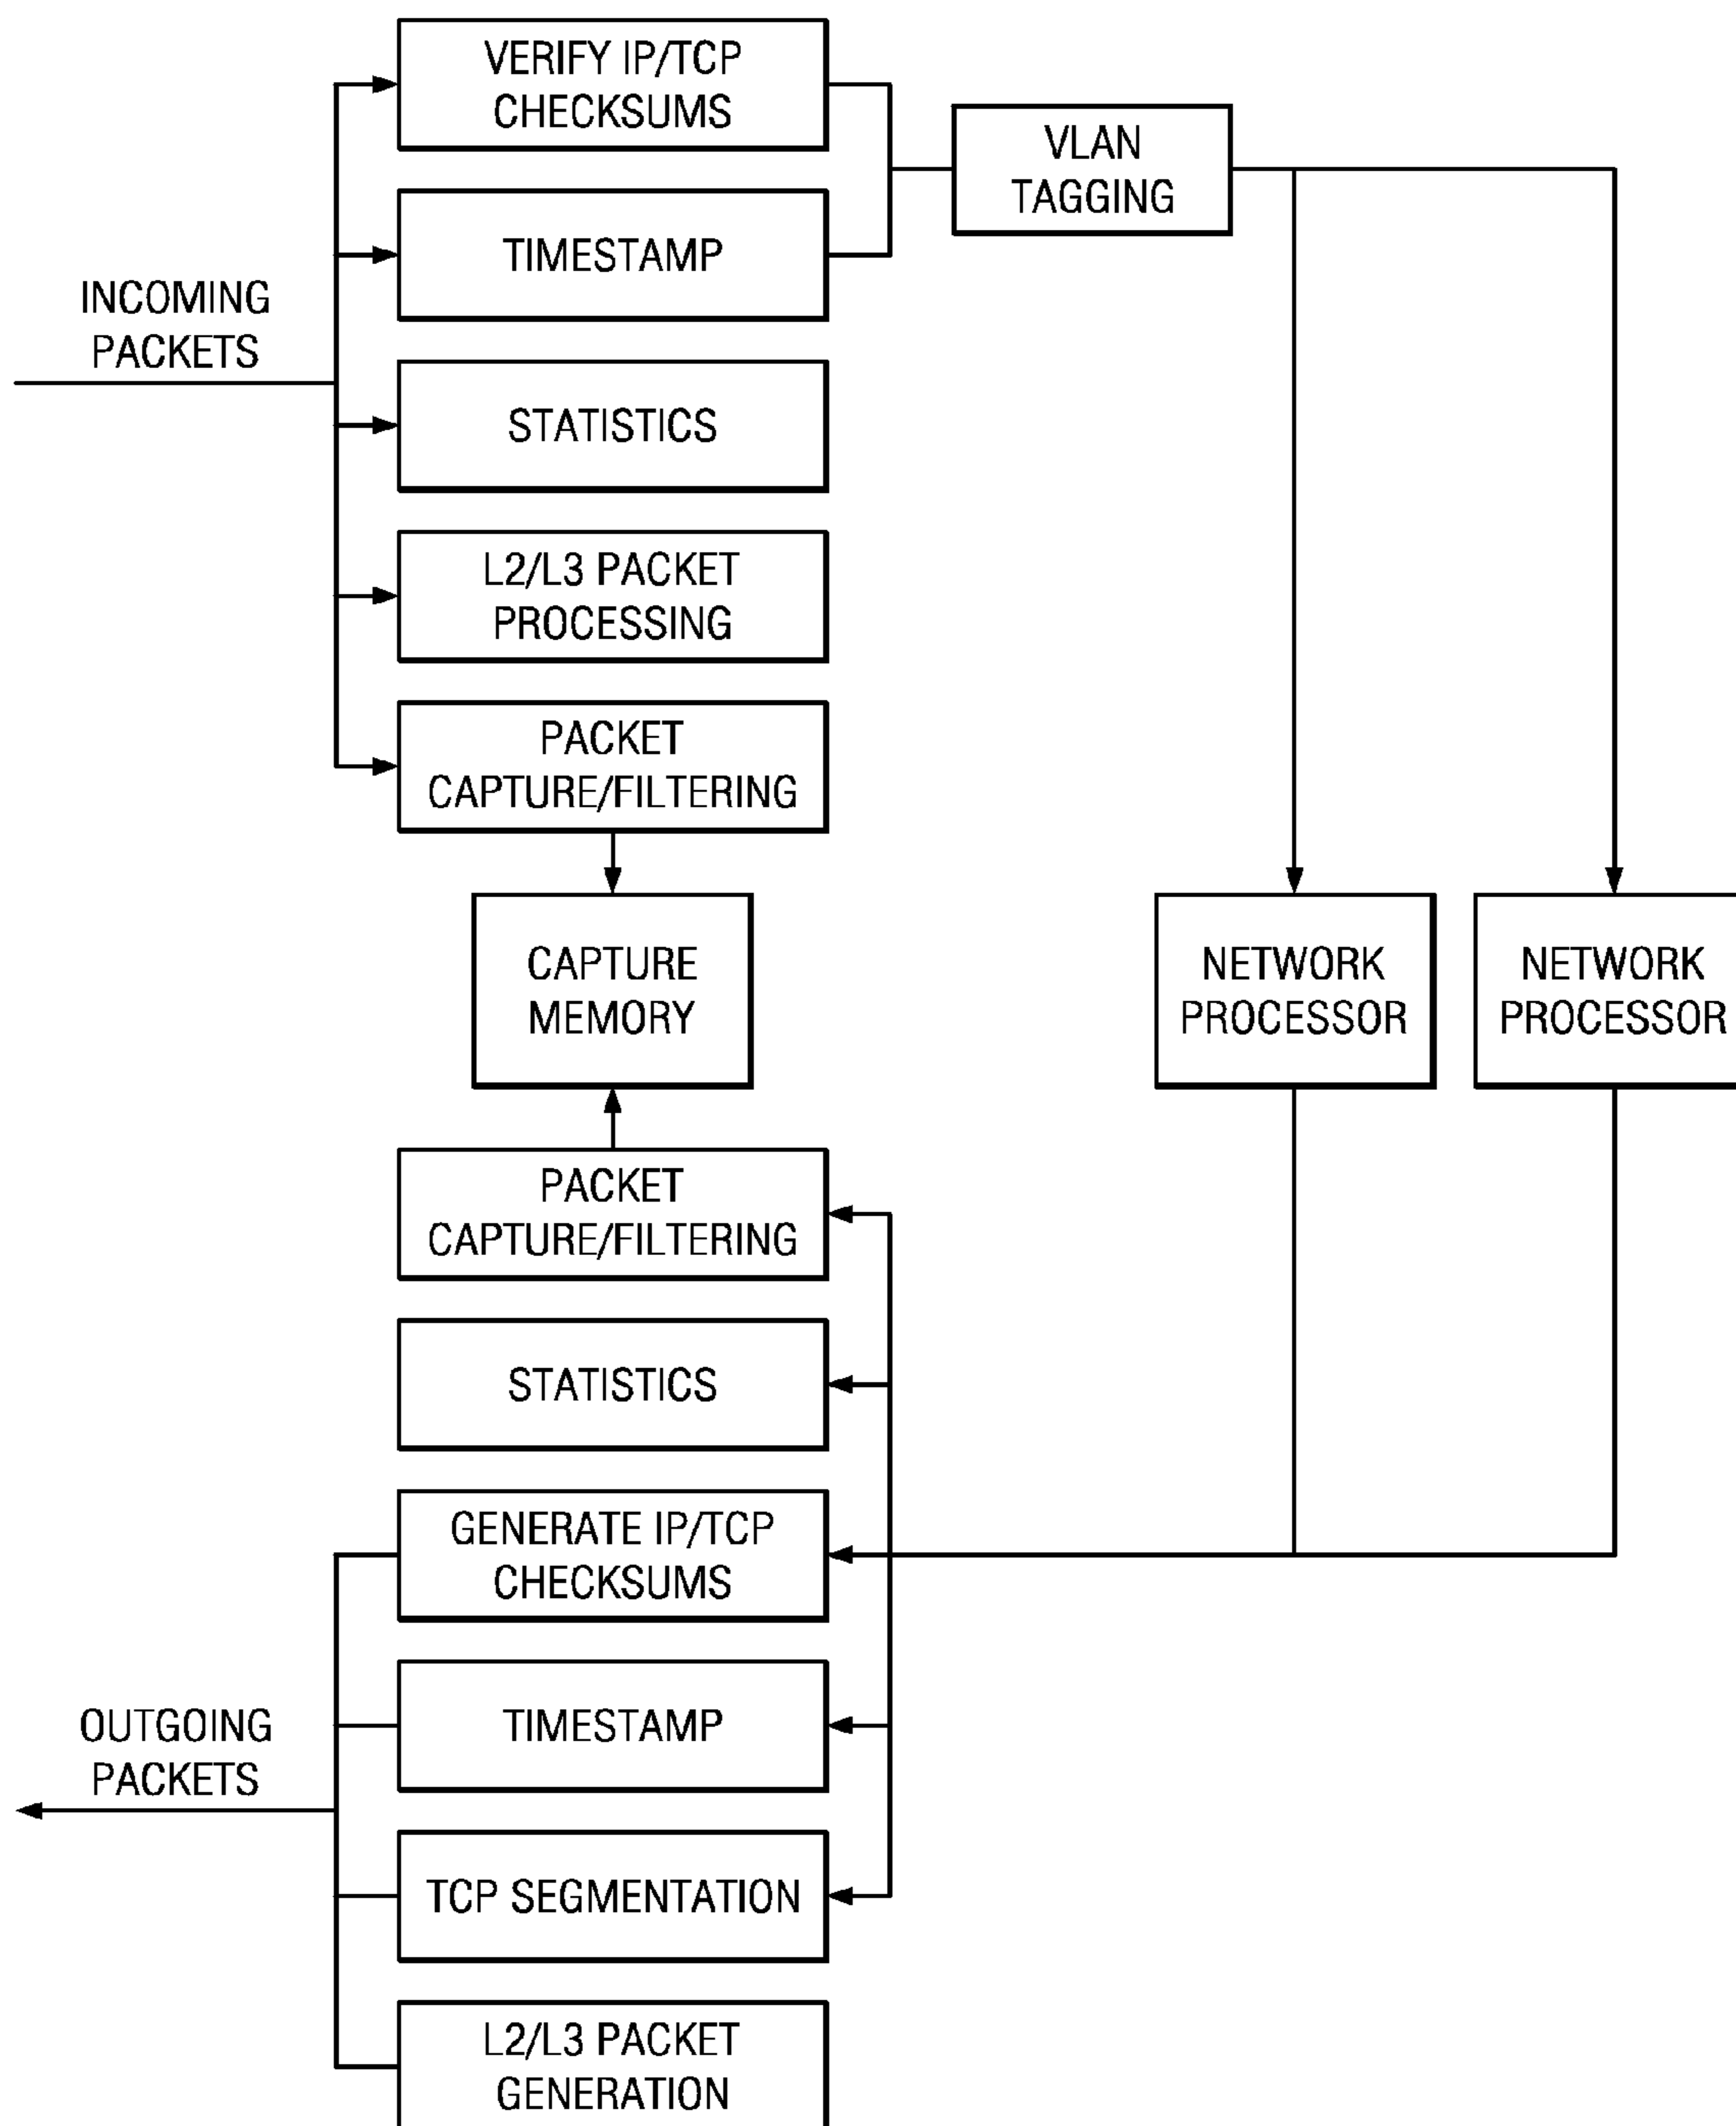 VERIFY IP/TCP
CHECKSUMS
VLAN
TAGGING
TIMESTAMP
INCOMING
PACKETS
STATISTICS
L2/L3 PACKET
PROCESSING
PACKET
CAPTURE/FILTERING
CAPTURE
MEMORY
NETWORK
PROCESSOR
NETWORK
PROCESSOR
PACKET
CAPTURE/FILTERING
STATISTICS
GENERATE IP/TCP
CHECKSUMS
TIMESTAMP
OUTGOING
PACKETS
TCP SEGMENTATION
L2/L3 PACKET
GENERATION